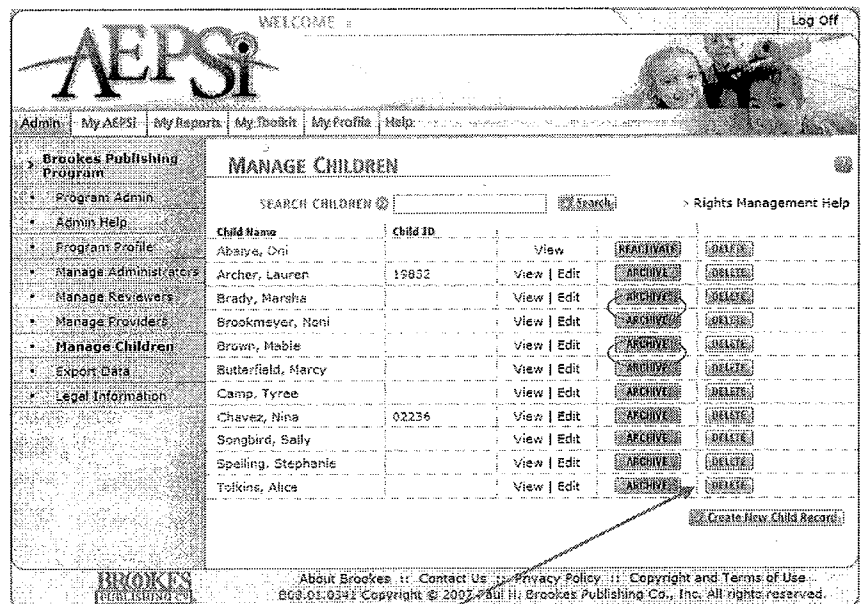 WELCOME
Log Off
AEPSi
Admin My AEPSI My Reports My Toolkit My Profile Help
> Brookes Publishing Program
MANAGE CHILDREN
• Program Admin
SEARCH CHILDREN Search > Rights Management Help
• Admin Help
Child Name Child ID
• Program Profile
Abaiye, Oni View REACTIVATE DELETE
• Manage Administrators
Archer, Lauren 19832 View | Edit ARCHIVE DELETE
• Manage Reviewers
Brady, Marsha View | Edit ARCHIVE DELETE
• Manage Providers
Brookmeyer, Noni View | Edit ARCHIVE DELETE
• Manage Children
Brown, Mable View | Edit ARCHIVE DELETE
• Export Data
Butterfield, Marcy View | Edit ARCHIVE DELETE
• Legal Information
Camp, Tyree View | Edit ARCHIVE DELETE
Chavez, Nina 02236 View | Edit ARCHIVE DELETE
Songbird, Sally View | Edit ARCHIVE DELETE
Spelling, Stephanie View | Edit ARCHIVE DELETE
Tolkins, Alice View | Edit ARCHIVE DELETE
Create New Child Record
BROOKES
PUBLISHING CO
About Brookes :: Contact Us :: Privacy Policy :: Copyright and Terms of Use
B08.01.0341 Copyright © 2007 Paul H. Brookes Publishing Co., Inc. All rights reserved.